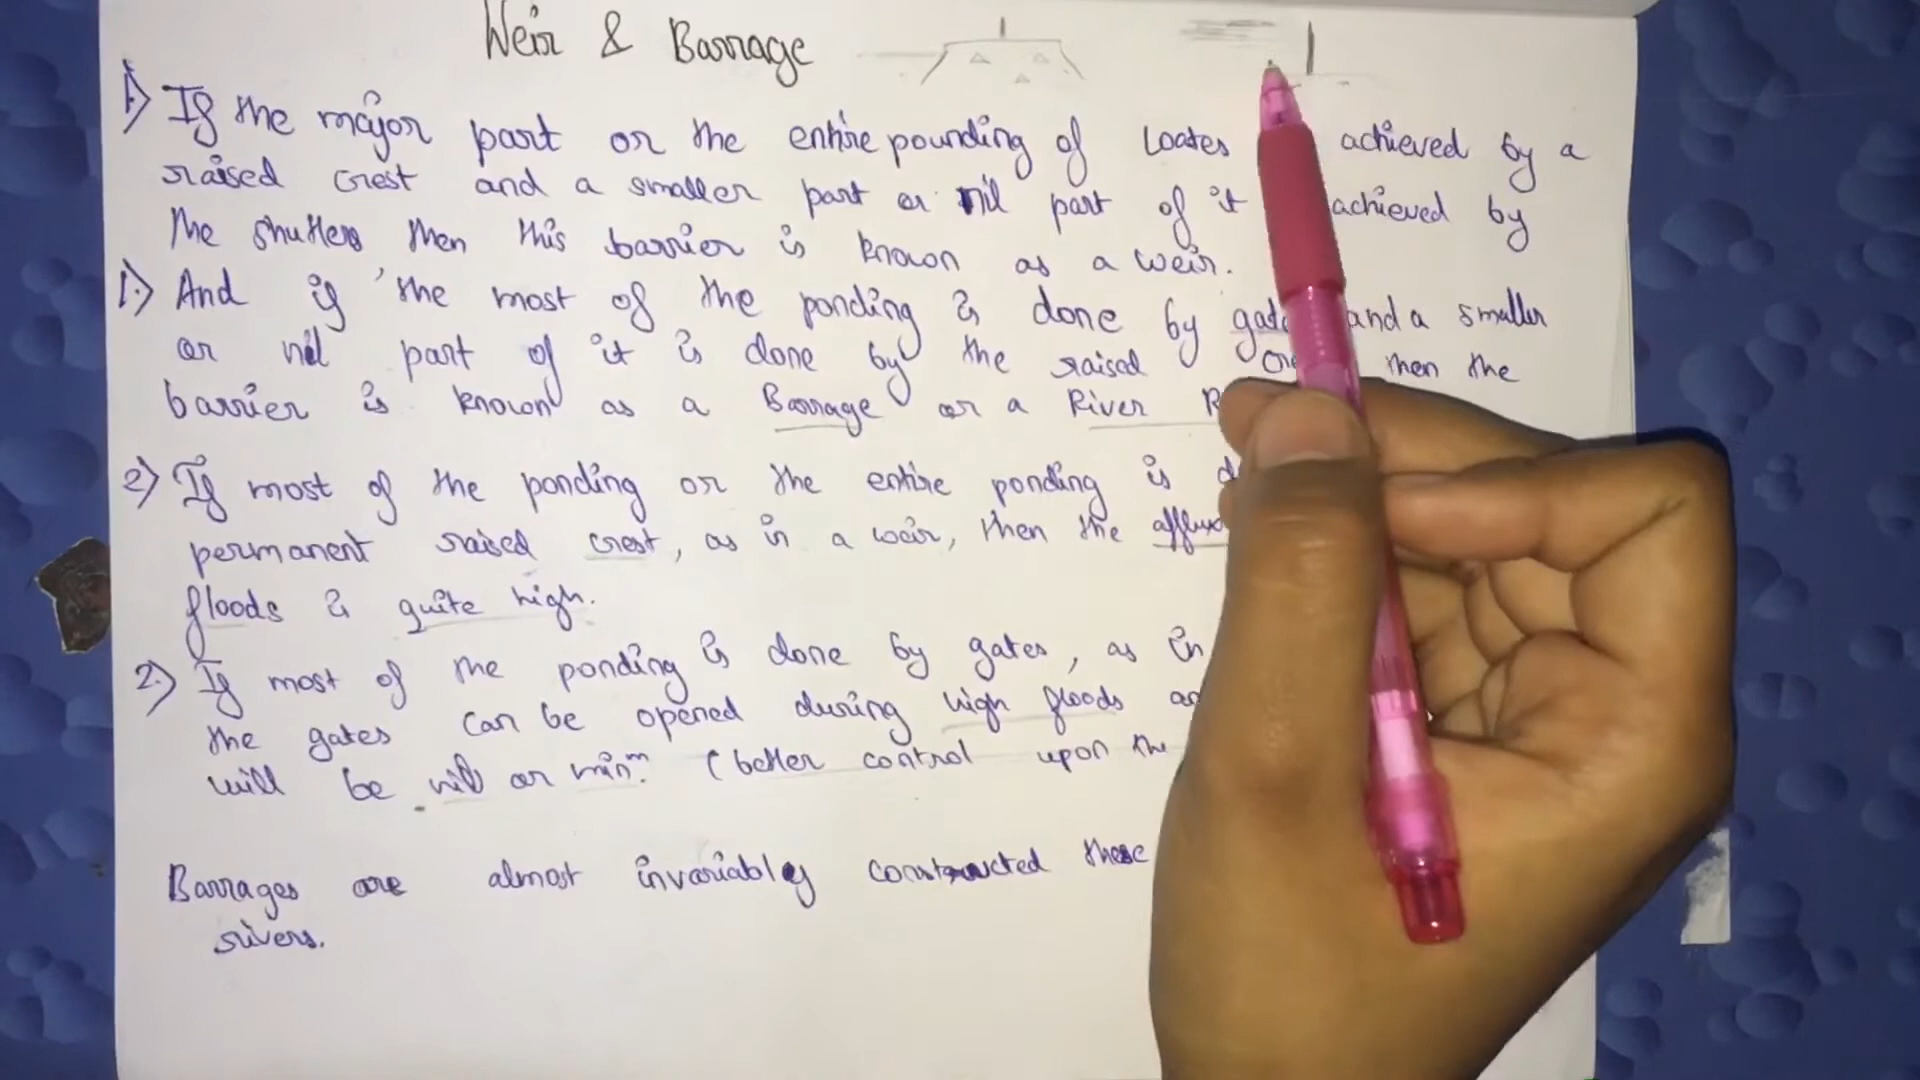 Weir & Barrage
1) If the major part or the entire pounding of achieved by a
raised crest and a smaller part or nil part of it achieved by
the shutters then this barrier is known as a weir.
1.) And if the most of the ponding is done by and a smaller
or nil part of it is done by the raised then the
barrier is known as a Barrage or a River
2) If most of the ponding or the entire ponding is
permanent raised crest, as in a weir, then the afflux
floods is quite high.
2.) If most of the ponding is done by gates, as in
the gates can be opened during high floods
will be nil or minm. (better control upon the
Barrages are almost invariably constructed these
rivers.